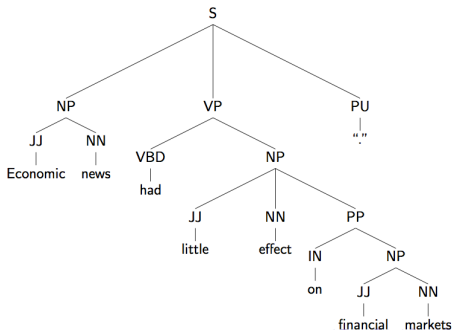 S
NP VP PU
JJ NN “.”
VBD NP
Economic news
had
JJ NN PP
little effect
IN NP
on
JJ NN
financial markets